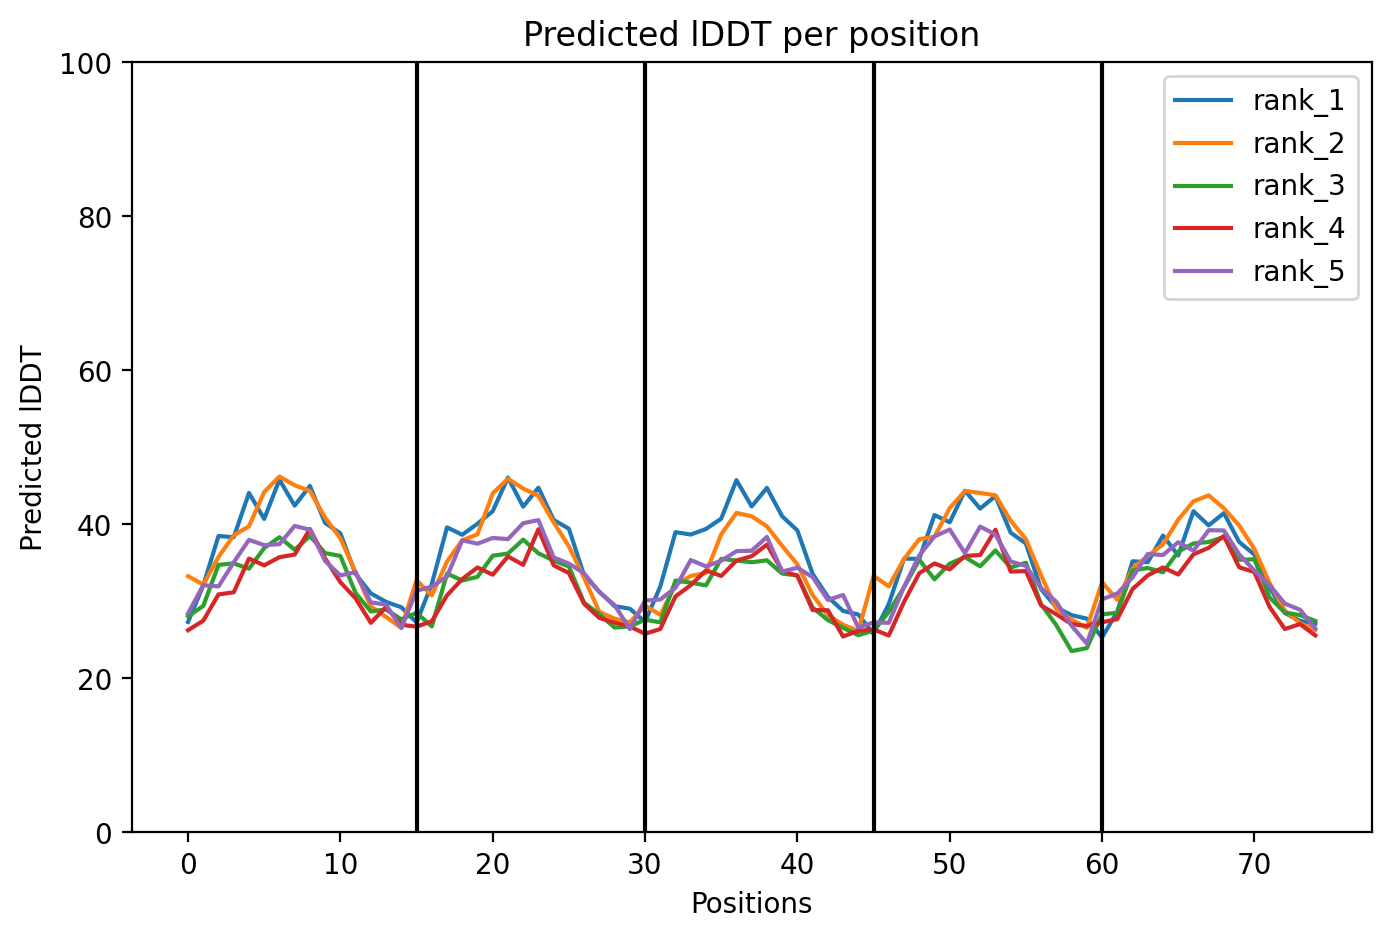 Predicted lDDT per position
100
80
60
40
20
0
Predicted lDDT
0 10 20 30 40 50 60 70
Positions
rank_1
rank_2
rank_3
rank_4
rank_5